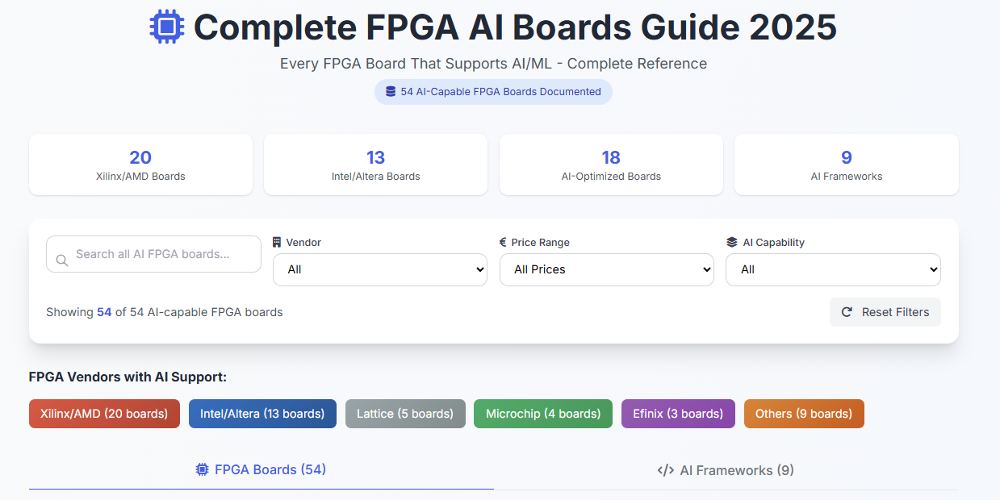 Complete FPGA AI Boards Guide 2025
Every FPGA Board That Supports AI/ML - Complete Reference
54 AI-Capable FPGA Boards Documented
20
Xilinx/AMD Boards
13
Intel/Altera Boards
18
AI-Optimized Boards
9
AI Frameworks
Search all AI FPGA boards...
Vendor
All
€ Price Range
All Prices
AI Capability
All
Showing 54 of 54 AI-capable FPGA boards
Reset Filters
FPGA Vendors with AI Support:
Xilinx/AMD (20 boards)
Intel/Altera (13 boards)
Lattice (5 boards)
Microchip (4 boards)
Efinix (3 boards)
Others (9 boards)
FPGA Boards (54)
</> AI Frameworks (9)